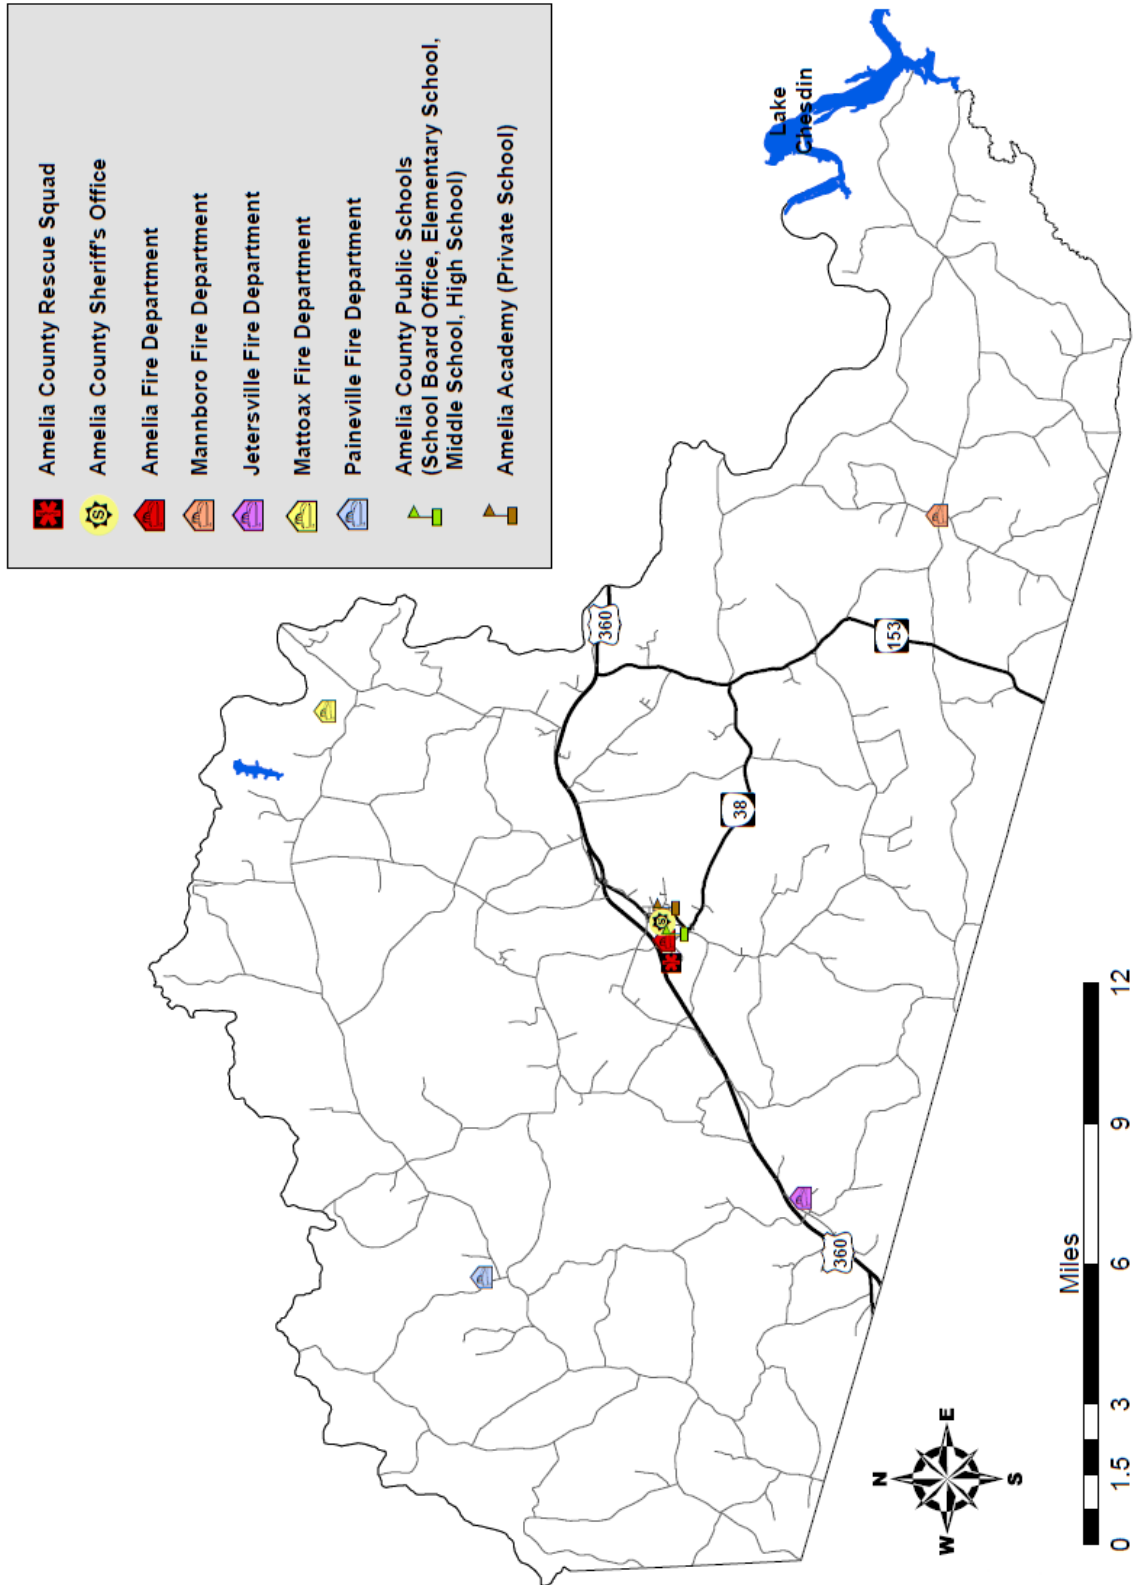 Amelia County Rescue Squad
Amelia County Sheriff's Office
Amelia Fire Department
Mannboro Fire Department
Jetersville Fire Department
Mattoax Fire Department
Paineville Fire Department
Amelia County Public Schools
(School Board Office, Elementary School,
Middle School, High School)
Amelia Academy (Private School)
Lake
Chesdin
360
153
38
S
360
N
W E
S
Miles
0 1.5 3 6 9 12